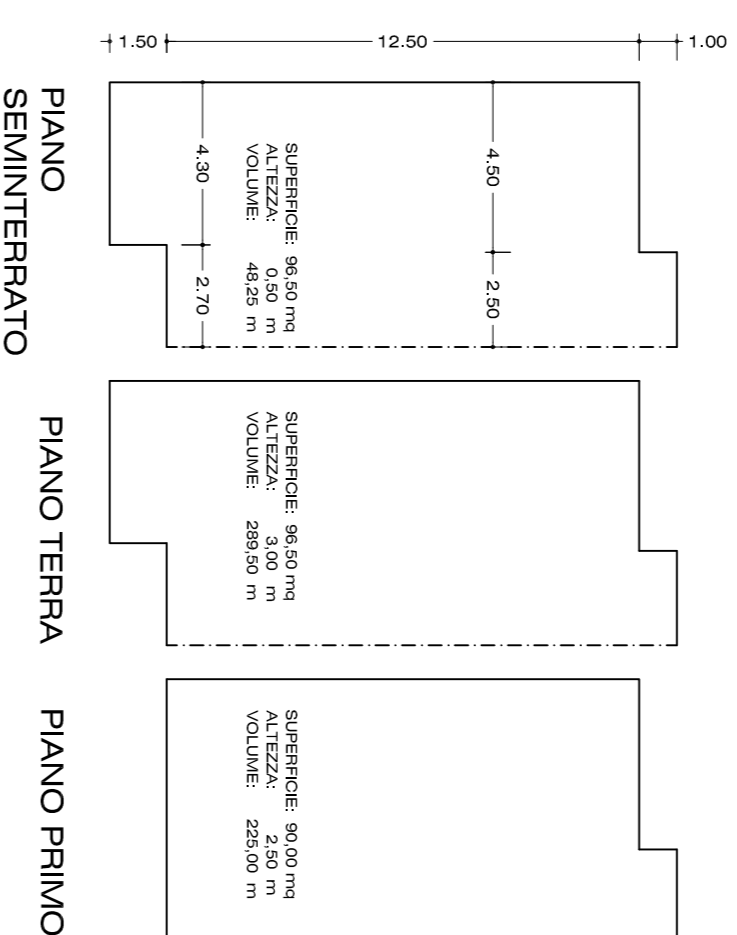 1.50
12.50
1.00
PIANO
SEMINTERRATO
4.30
2.70
4.50
2.50
SUPERFICIE: 96,50 mq
ALTEZZA: 0,50 m
VOLUME: 48,25 m
PIANO TERRA
SUPERFICIE: 96,50 mq
ALTEZZA: 3,00 m
VOLUME: 289,50 m
PIANO PRIMO
SUPERFICIE: 90,00 mq
ALTEZZA: 2,50 m
VOLUME: 225,00 m